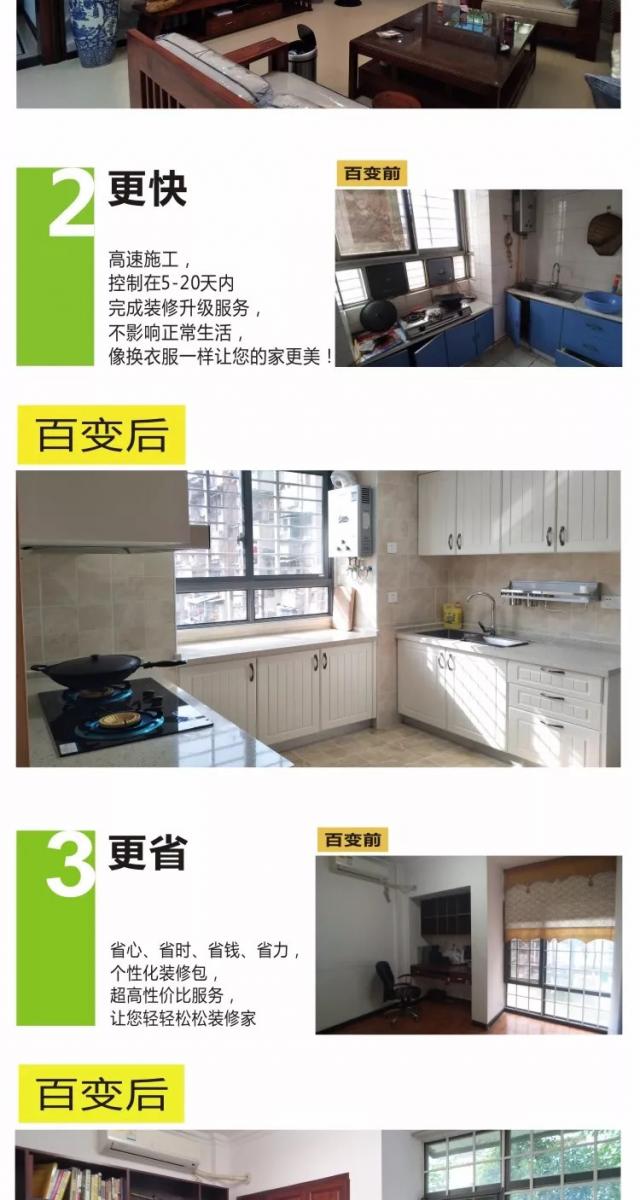 2
更快
百变前
高速施工，
控制在5-20天内
完成装修升级服务，
不影响正常生活，
像换衣服一样让您的家更美！
百变后
3
更省
百变前
省心、省时、省钱、省力，
个性化装修包，
超高性价比服务，
让您轻轻松松装修家
百变后